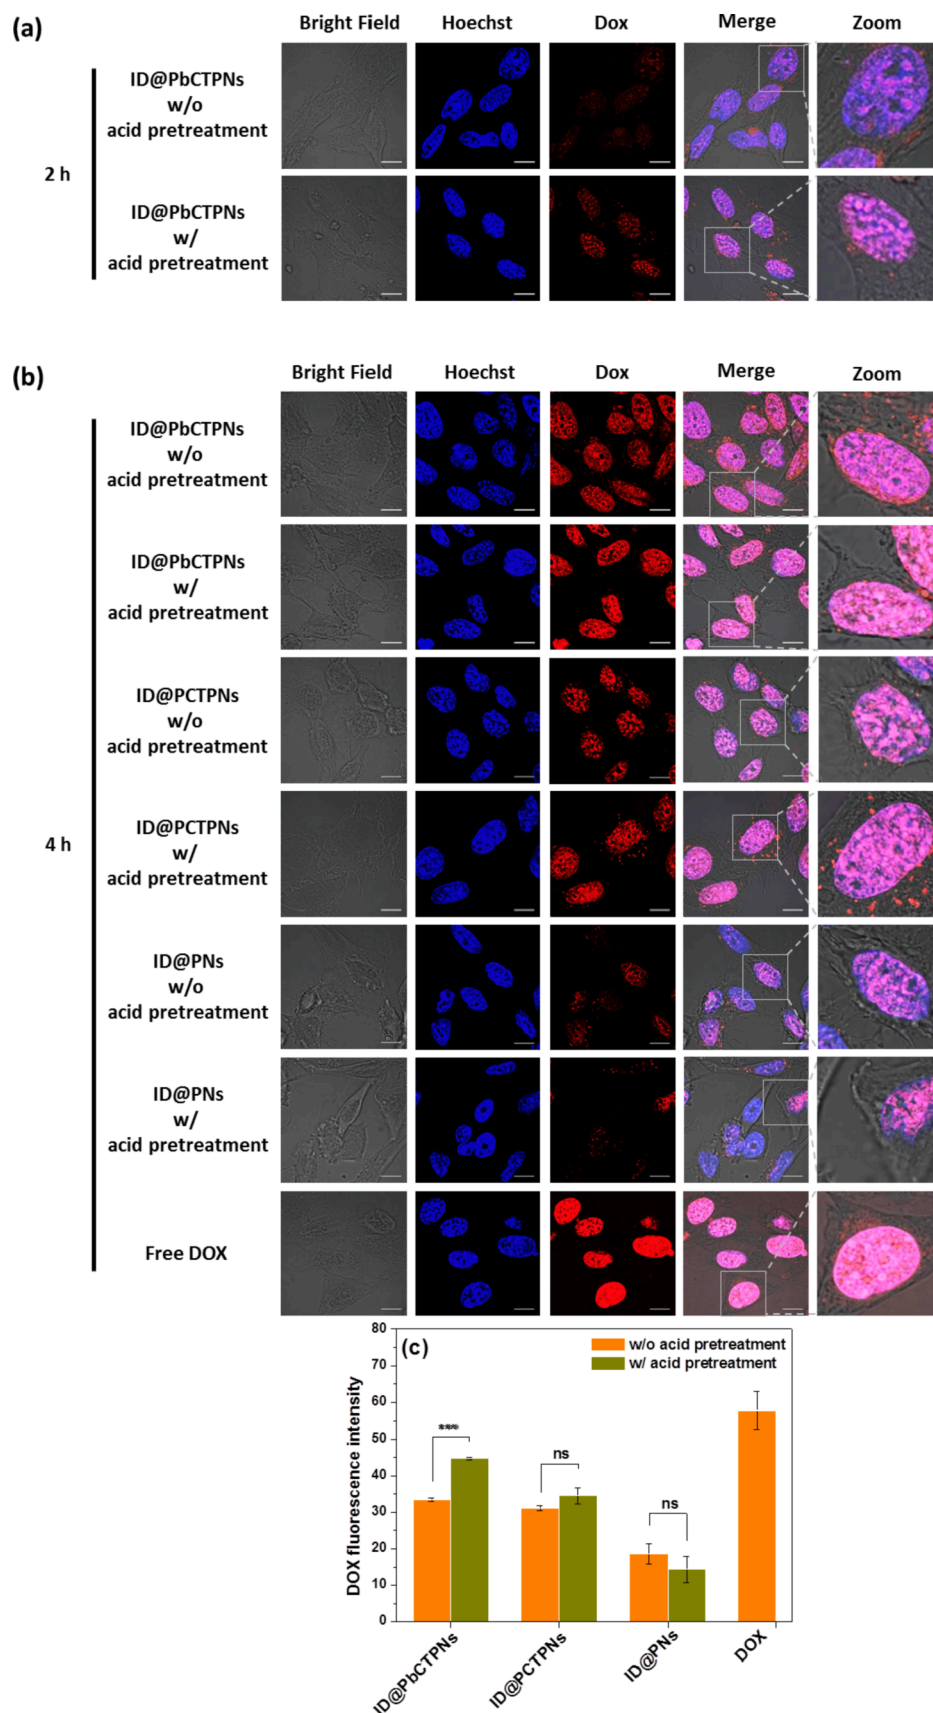 (a)
Bright Field Hoechst Dox Merge Zoom
2 h
ID@PbCTPNs
w/o
acid pretreatment
ID@PbCTPNs
w/
acid pretreatment
(b)
Bright Field Hoechst Dox Merge Zoom
4 h
ID@PbCTPNs
w/o
acid pretreatment
ID@PbCTPNs
w/
acid pretreatment
ID@PCTPNs
w/o
acid pretreatment
ID@PCTPNs
w/
acid pretreatment
ID@PNs
w/o
acid pretreatment
ID@PNs
w/
acid pretreatment
Free DOX
(c)
w/o acid pretreatment
w/ acid pretreatment
DOX fluorescence intensity
80
70
60
50
40
30
20
10
0
***
ns
ns
ID@PbCTPNs
ID@PCTPNs
ID@PNs
DOX